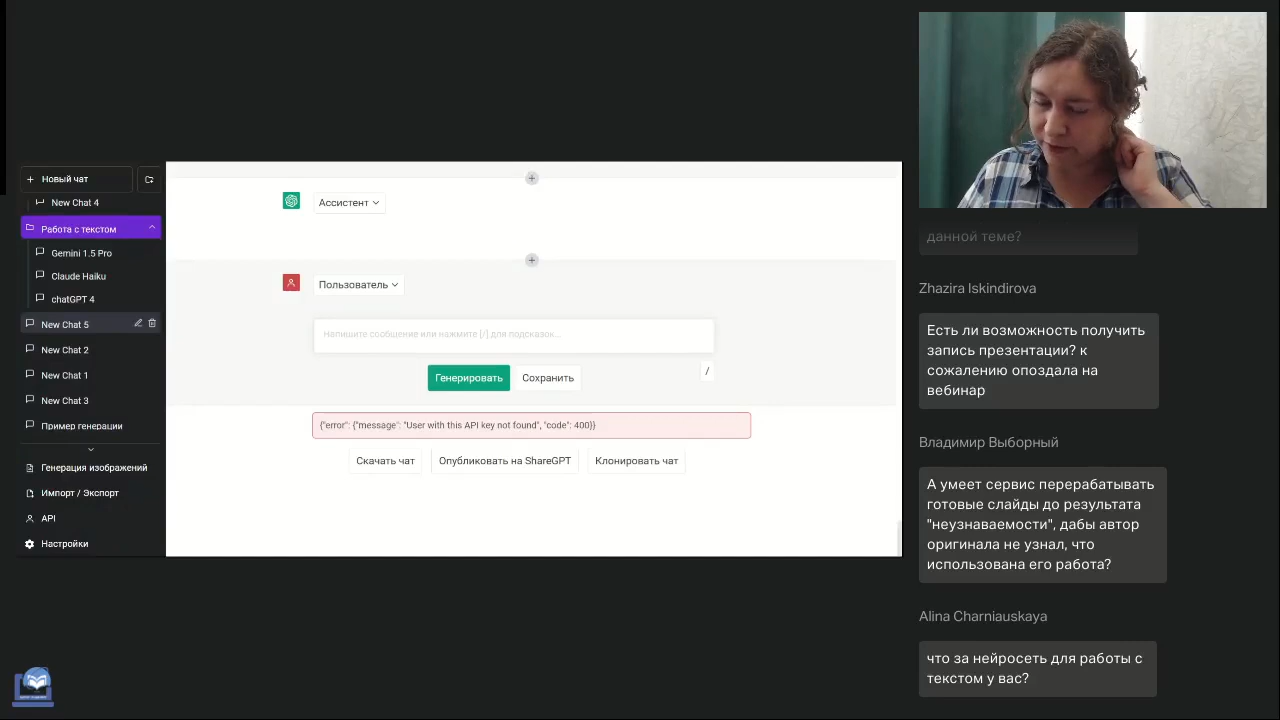 Новый чат
New Chat 4
Работа с текстом
Gemini 1.5 Pro
Claude Haiku
chatGPT 4
New Chat 5
New Chat 2
New Chat 1
New Chat 3
Пример генерации
Генерация изображений
Импорт / Экспорт
API
Настройки
Ассистент
Пользователь
Напишите сообщение или нажмите [/] для подсказок...
/
Генерировать
Сохранить
{"error": {"message": "User with this API key not found", "code": 400}}
Скачать чат
Опубликовать на ShareGPT
Клонировать чат
данной теме?
Zhazira Iskindirova
Есть ли возможность получить
запись презентации? к
сожалению опоздала на
вебинар
Владимир Выборный
А умеет сервис перерабатывать
готовые слайды до результата
"неузнаваемости", дабы автор
оригинала не узнал, что
использована его работа?
Alina Charniauskaya
что за нейросеть для работы с
текстом у вас?